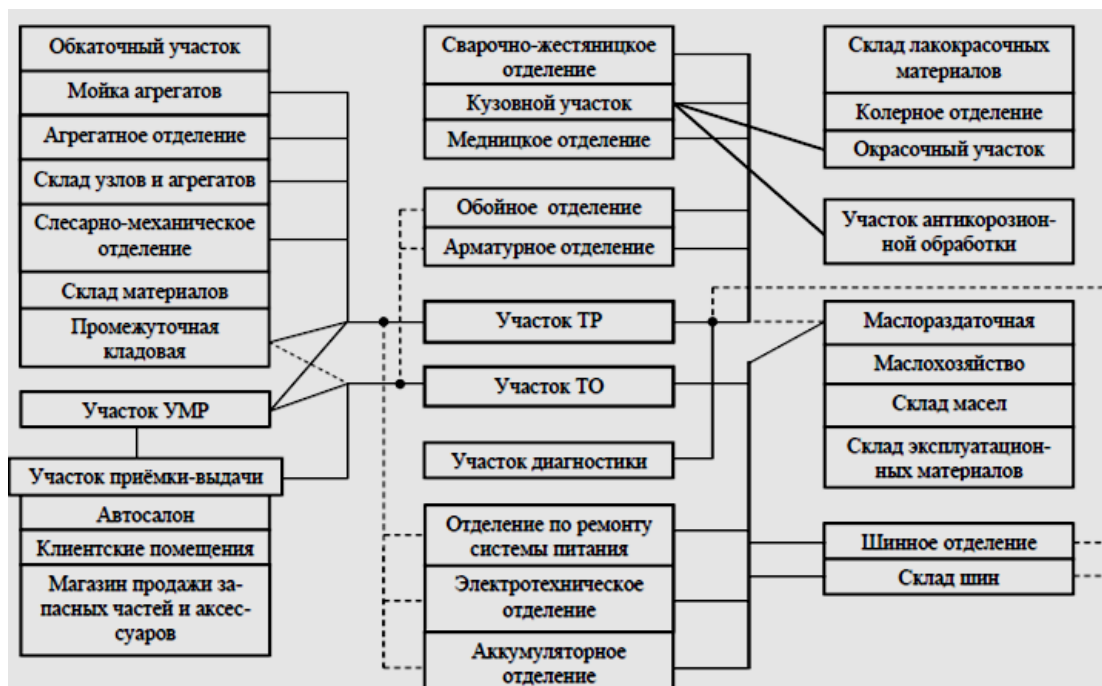 Обкаточный участок
Мойка агрегатов
Агрегатное отделение
Склад узлов и агрегатов
Слесарно-механическое
отделение
Склад материалов
Промежуточная
кладовая
Участок УМР
Участок приёмки-выдачи
Автосалон
Клиентские помещения
Магазин продажи за-
пасных частей и аксес-
суаров
Сварочно-жестяницкое
отделение
Кузовной участок
Медницкое отделение
Обойное отделение
Арматурное отделение
Участок ТР
Участок ТО
Участок диагностики
Отделение по ремонту
системы питания
Электротехническое
отделение
Аккумуляторное
отделение
Склад лакокрасочных
материалов
Колерное отделение
Окрасочный участок
Участок антикорозион-
ной обработки
Маслораздаточная
Маслохозяйство
Склад масел
Склад эксплуатацион-
ных материалов
Шинное отделение
Склад шин